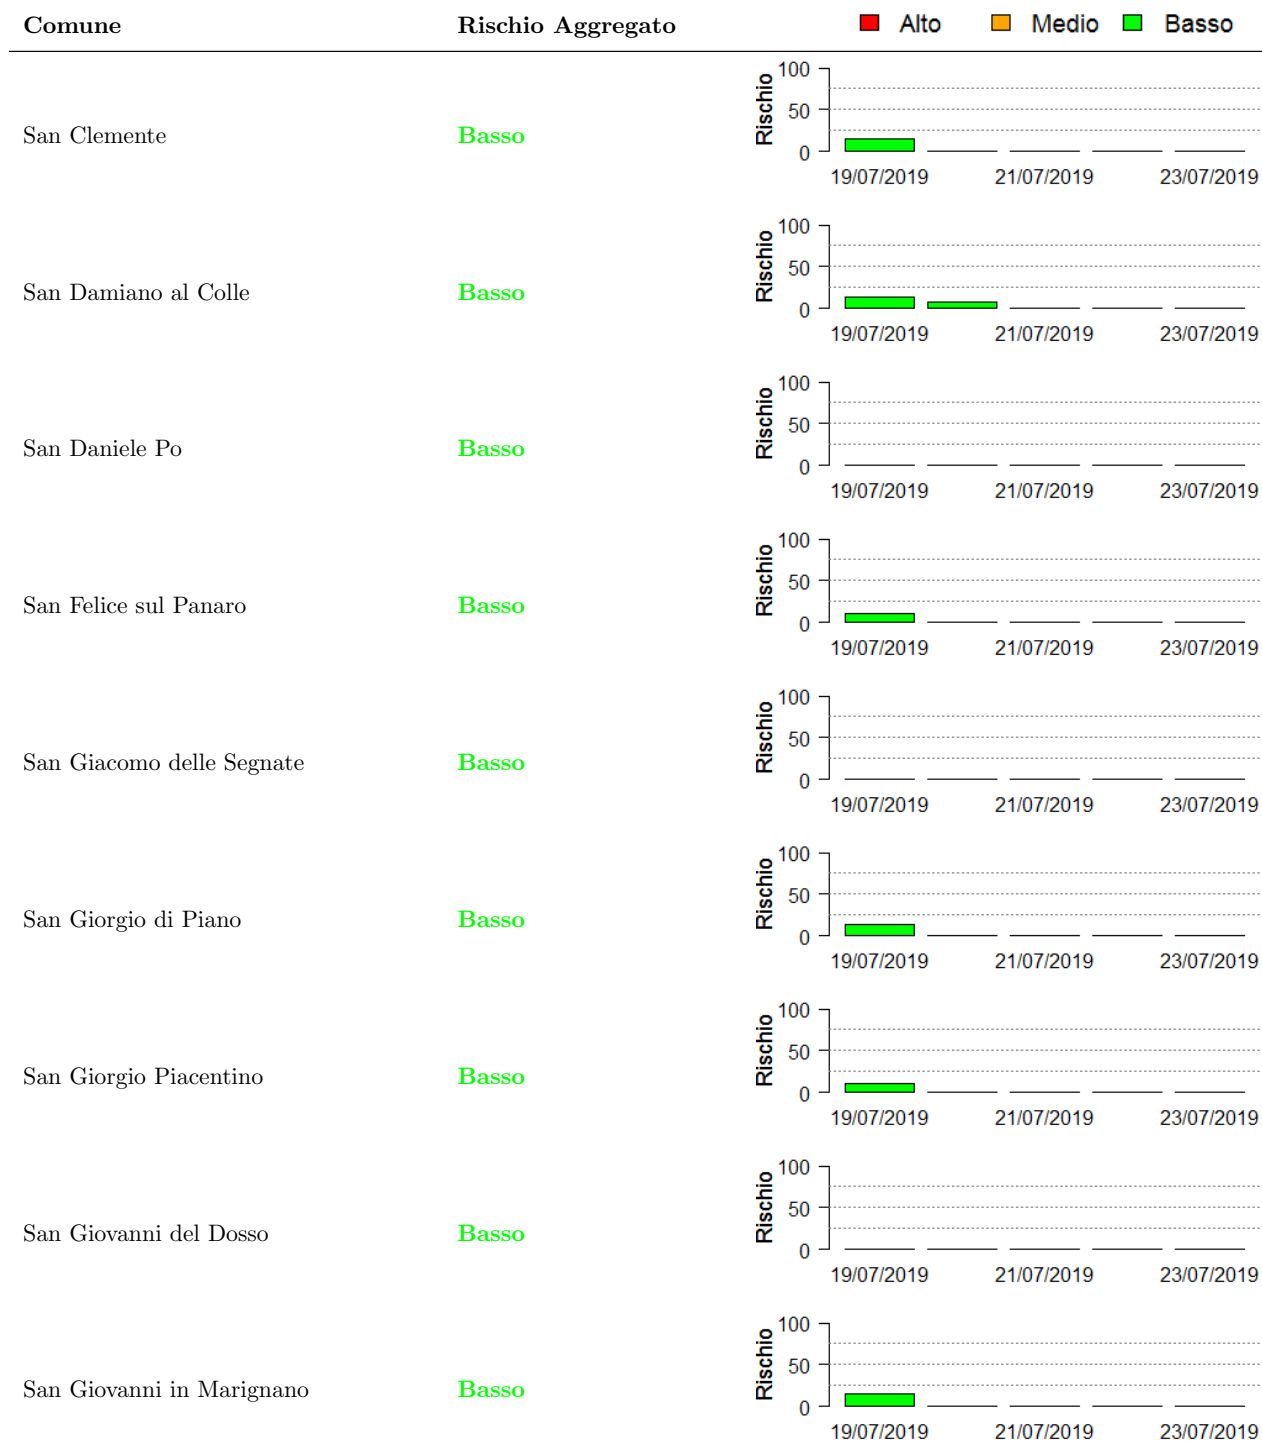 Comune Rischio Aggregato Alto Medio Basso
San Clemente Basso
Rischio
100
50
0
19/07/2019 21/07/2019 23/07/2019
San Damiano al Colle Basso
Rischio
100
50
0
19/07/2019 21/07/2019 23/07/2019
San Daniele Po Basso
Rischio
100
50
0
19/07/2019 21/07/2019 23/07/2019
San Felice sul Panaro Basso
Rischio
100
50
0
19/07/2019 21/07/2019 23/07/2019
San Giacomo delle Segnate Basso
Rischio
100
50
0
19/07/2019 21/07/2019 23/07/2019
San Giorgio di Piano Basso
Rischio
100
50
0
19/07/2019 21/07/2019 23/07/2019
San Giorgio Piacentino Basso
Rischio
100
50
0
19/07/2019 21/07/2019 23/07/2019
San Giovanni del Dosso Basso
Rischio
100
50
0
19/07/2019 21/07/2019 23/07/2019
San Giovanni in Marignano Basso
Rischio
100
50
0
19/07/2019 21/07/2019 23/07/2019